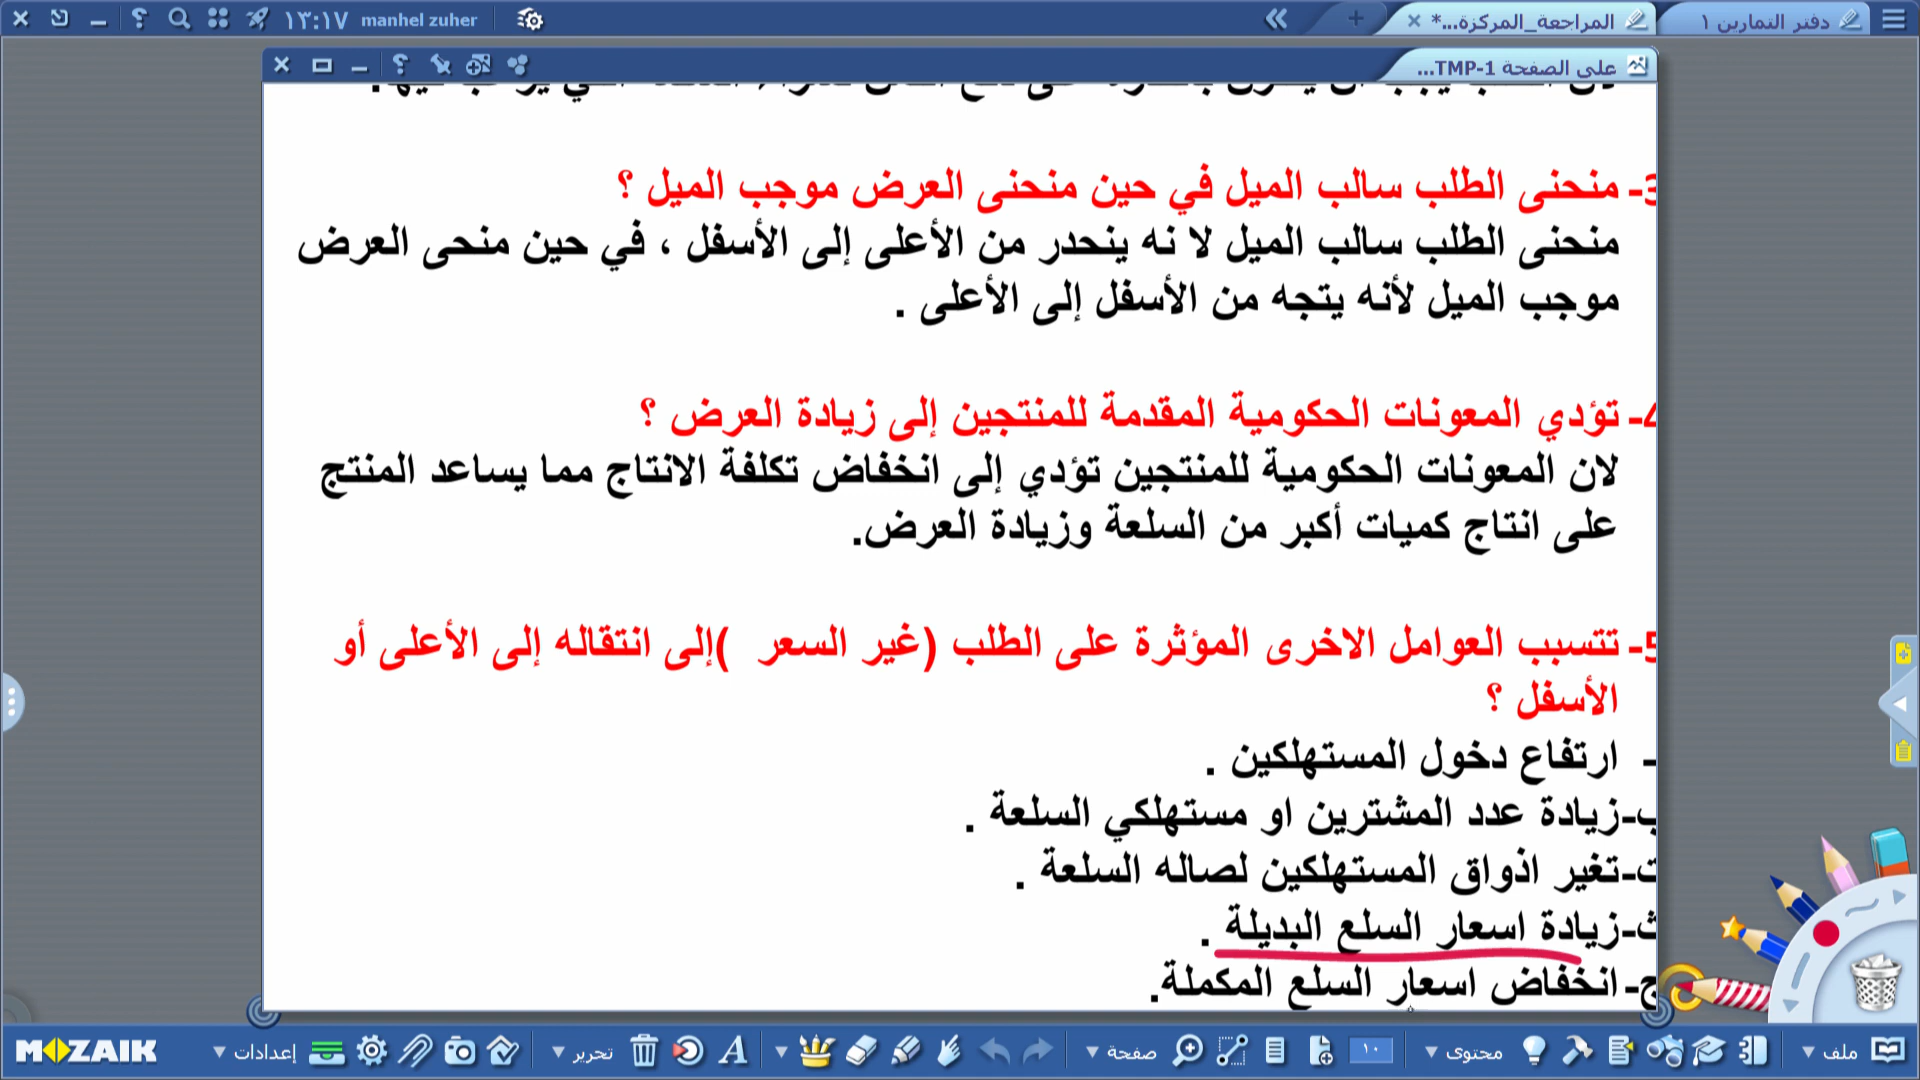 دفتر التمارين ١
المراجعة_المركزة...*
manhel zuher
١٣:١٧
على الصفحة TMP-1...
3- منحنى الطلب سالب الميل في حين منحنى العرض موجب الميل ؟
منحنى الطلب سالب الميل لا نه ينحدر من الأعلى إلى الأسفل ، في حين منحى العرض
موجب الميل لأنه يتجه من الأسفل إلى الأعلى .
4- تؤدي المعونات الحكومية المقدمة للمنتجين إلى زيادة العرض ؟
لان المعونات الحكومية للمنتجين تؤدي إلى انخفاض تكلفة الانتاج مما يساعد المنتج
على انتاج كميات أكبر من السلعة وزيادة العرض.
5- تتسبب العوامل الاخرى المؤثرة على الطلب (غير السعر )إلى انتقاله إلى الأعلى أو
الأسفل ؟
- ارتفاع دخول المستهلكين .
ب-زيادة عدد المشترين او مستهلكي السلعة .
ت-تغير اذواق المستهلكين لصاله السلعة .
ث-زيادة اسعار السلع البديلة .
ج-انخفاض اسعار السلع المكملة.
ملف
محتوى
١٠
صفحة
تحرير
إعدادات
MOZAIK